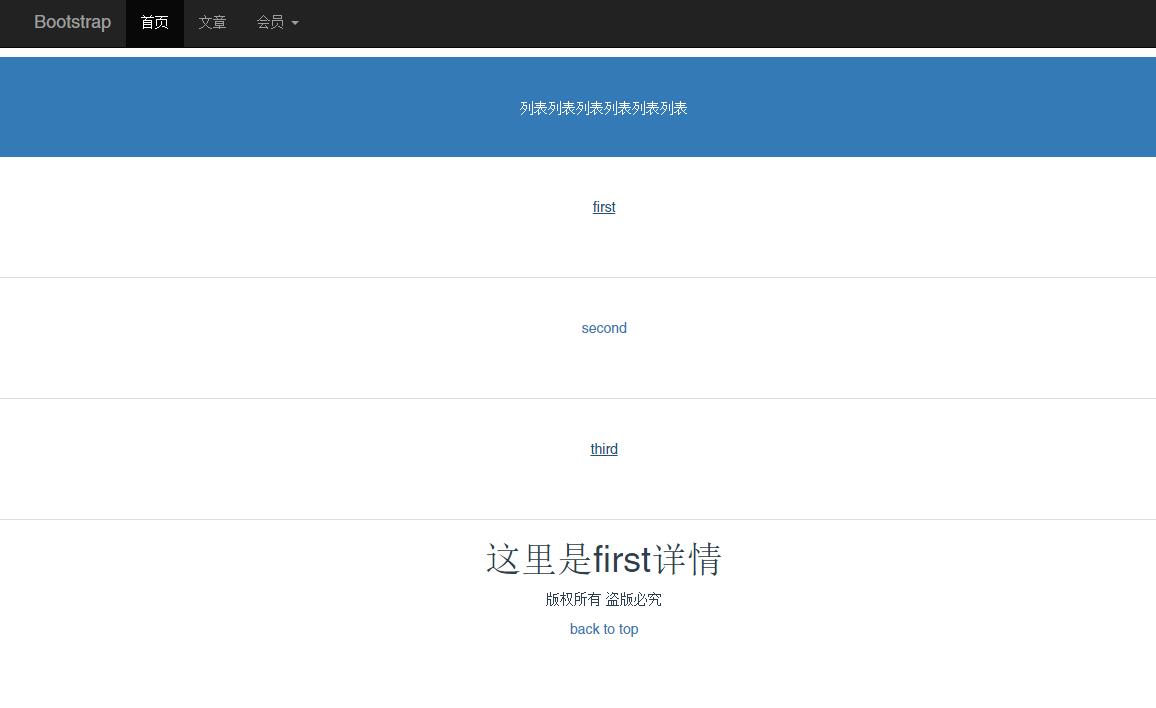 Bootstrap 首页 文章 会员
列表列表列表列表列表列表
first
second
third
这里是first详情
版权所有 盗版必究
back to top